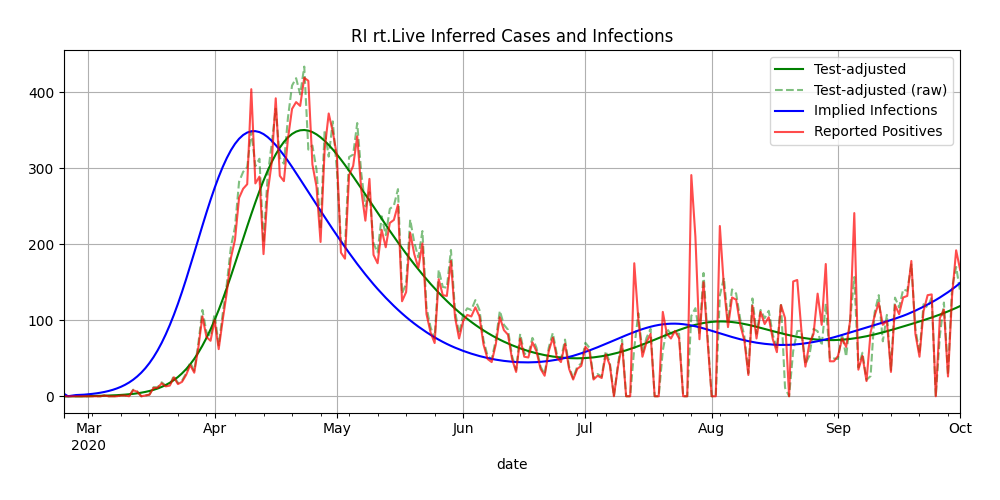 RI rt.Live Inferred Cases and Infections
Test-adjusted
Test-adjusted (raw)
Implied Infections
Reported Positives
400
300
200
100
0
Mar Apr May Jun Jul Aug Sep Oct
2020
date